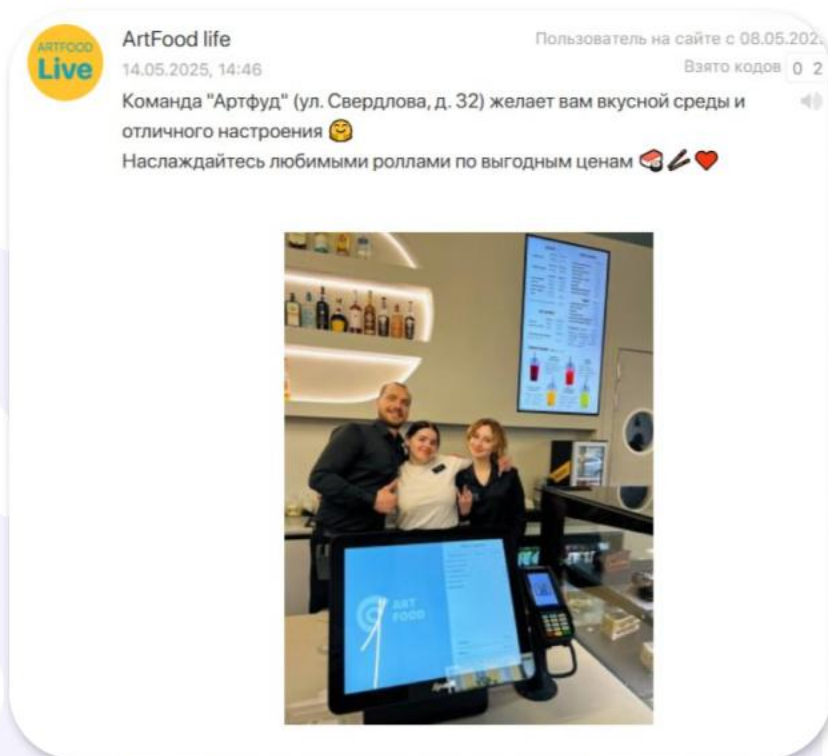 ARTFOOD
Live
ArtFood life
Пользователь на сайте с 08.05.202
14.05.2025, 14:46
Взято кодов 0 2
Команда "Артфуд" (ул. Свердлова, д. 32) желает вам вкусной среды и
отличного настроения 🤗
Наслаждайтесь любимыми роллами по выгодным ценам 🍣🥢❤️
ART
FOOD